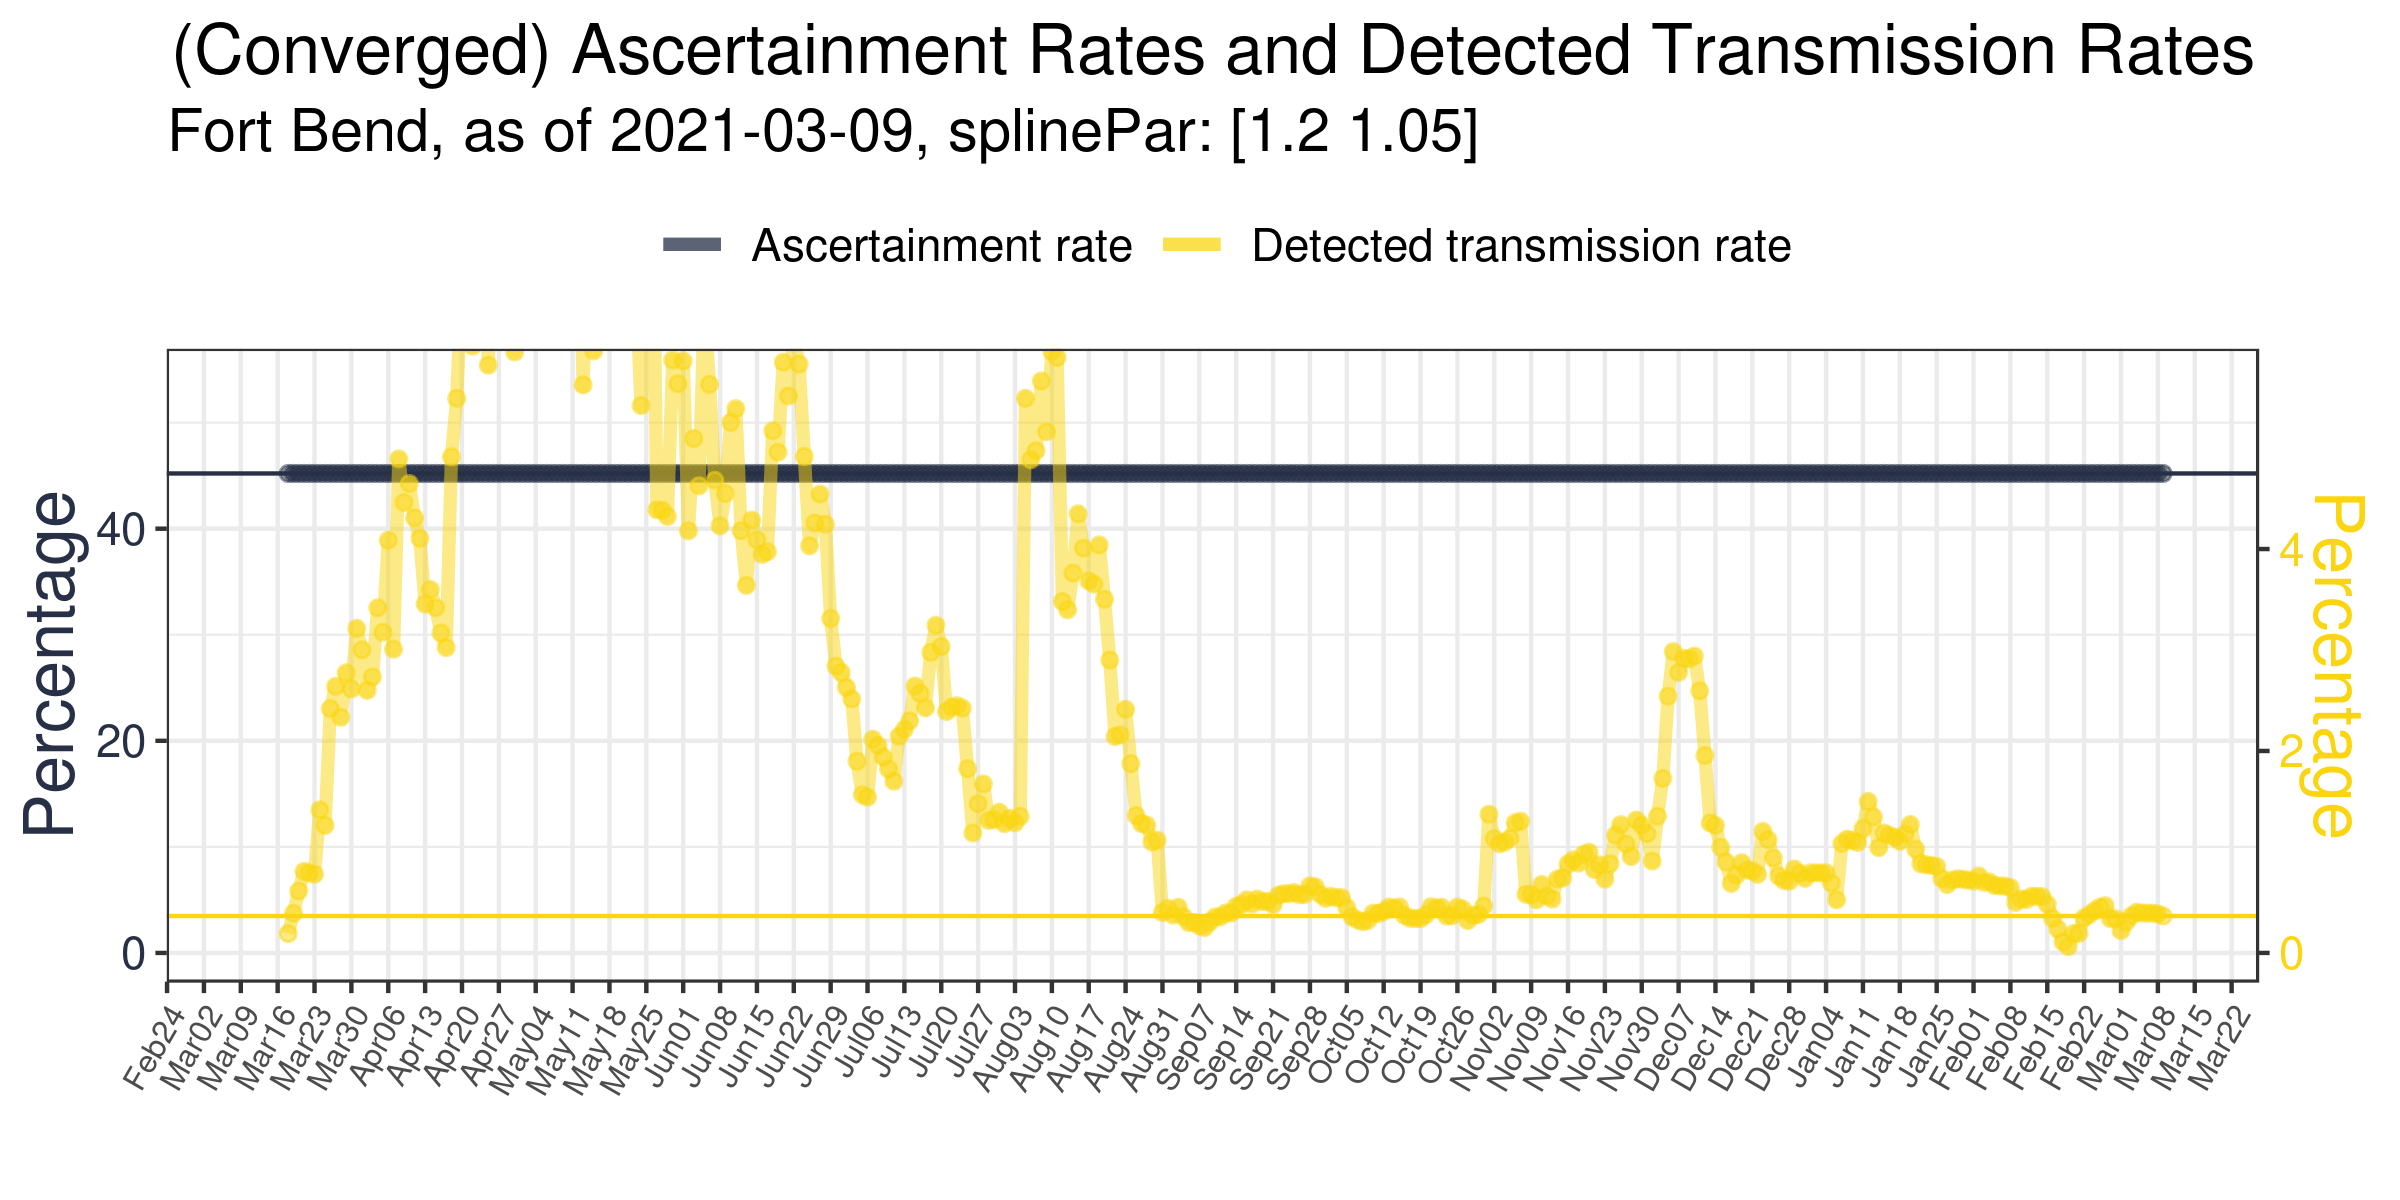 (Converged) Ascertainment Rates and Detected Transmission Rates
Fort Bend, as of 2021-03-09, splinePar: [1.2 1.05]
Ascertainment rate
Detected transmission rate
Percentage
40
20
0
4
2
0
Percentage
Feb24
Mar02
Mar09
Mar16
Mar23
Mar30
Apr06
Apr13
Apr20
Apr27
May04
May11
May18
May25
Jun01
Jun08
Jun15
Jun22
Jun29
Jul06
Jul13
Jul20
Jul27
Aug03
Aug10
Aug17
Aug24
Aug31
Sep07
Sep14
Sep21
Sep28
Oct05
Oct12
Oct19
Oct26
Nov02
Nov09
Nov16
Nov23
Nov30
Dec07
Dec14
Dec21
Dec28
Jan04
Jan11
Jan18
Jan25
Feb01
Feb08
Feb15
Feb22
Mar01
Mar08
Mar15
Mar22